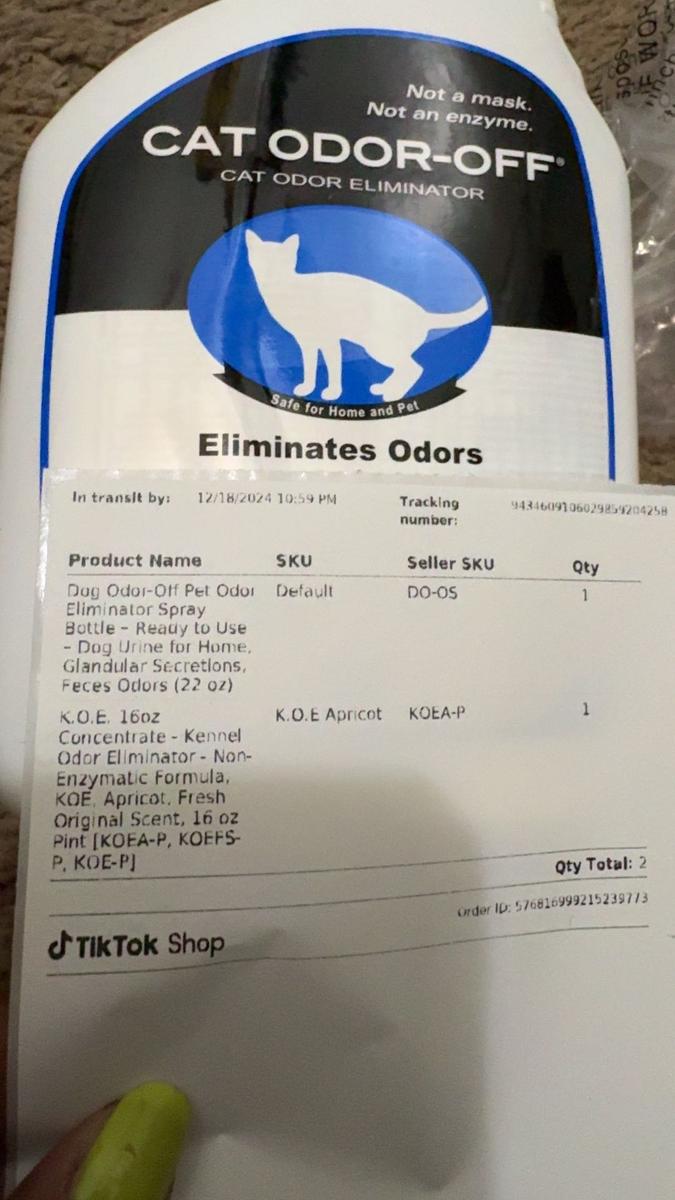 Not a mask.
Not an enzyme.
CAT ODOR-OFF®
CAT ODOR ELIMINATOR
Safe for Home and Pet
Eliminates Odors
In transit by: 12/18/2024 10:59 PM Tracking number: 9434609106029859204258
Product Name SKU Seller SKU Qty
Dog Odor-Off Pet Odor Default DO-OS 1
Eliminator Spray
Bottle - Ready to Use
- Dog Urine for Home,
Glandular Secretions,
Feces Odors (22 oz)
K.O.E. 16oz K.O.E Apricot KOEA-P 1
Concentrate - Kennel
Odor Eliminator - Non-
Enzymatic Formula,
KOE, Apricot, Fresh
Original Scent, 16 oz
Pint [KOEA-P, KOEFS-
P, KOE-P]
Qty Total: 2
Order ID: 576816999215239773
TikTok Shop